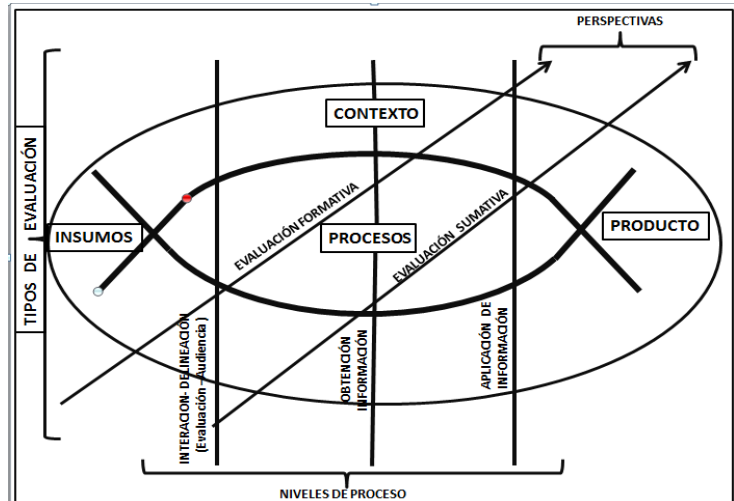 PERSPECTIVAS
CONTEXTO
TIPOS DE EVALUACIÓN
INSUMOS
EVALUACIÓN FORMATIVA
PROCESOS
EVALUACIÓN SUMATIVA
PRODUCTO
INTERACION- DELINEACIÓN
(Evaluación –Audiencia )
OBTENCIÓN
INFORMACIÓN
APLICACIÓN DE
INFORMACIÓN
NIVELES DE PROCESO